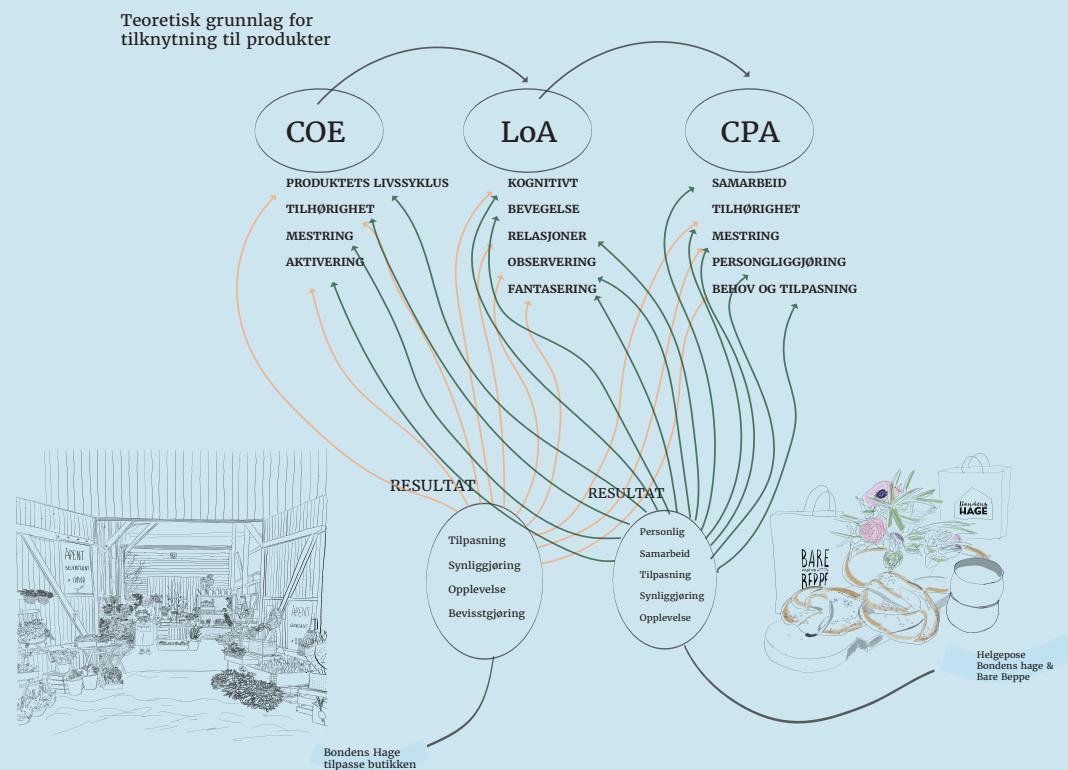 Teoretisk grunnlag for
tilknytning til produkter
COE
LoA
CPA
PRODUKTETS LIVSSYKLUS
TILHØRIGHET
MESTRING
AKTIVERING
KOGNITIVT
BEVEGELSE
RELASJONER
OBSERVERING
FANTASERING
SAMARBEID
TILHØRIGHET
MESTRING
PERSONGLIGGJØRING
BEHOV OG TILPASNING
RESULTAT
Tilpasning
Synliggjøring
Opplevelse
Bevisstgjøring
RESULTAT
Personlig
Samarbeid
Tilpasning
Synliggjøring
Opplevelse
ÅPENT
ÅPENT
BARE
BEPPE
Bondens
HAGE
Helgepose
Bondens hage &
Bare Beppe
Bondens Hage
tilpasse butikken